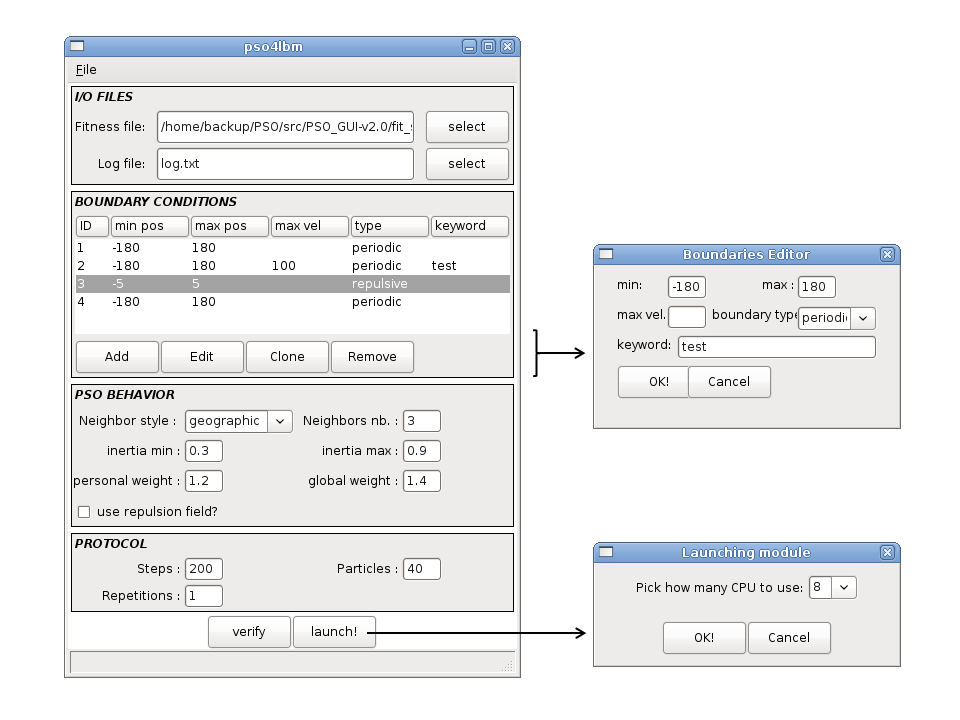 pso4lbm
File
I/O FILES
Fitness file: /home/backup/PSO/src/PSO_GUI-v2.0/fit_ select
Log file: log.txt select
BOUNDARY CONDITIONS
ID min pos max pos max vel type keyword
1 -180 180 periodic
2 -180 180 100 periodic test
3 -5 5 repulsive
4 -180 180 periodic
Add Edit Clone Remove
PSO BEHAVIOR
Neighbor style : geographic Neighbors nb. : 3
inertia min : 0.3 inertia max : 0.9
personal weight : 1.2 global weight : 1.4
use repulsion field?
PROTOCOL
Steps : 200 Particles : 40
Repetitions : 1
verify launch!
Boundaries Editor
min: -180 max : 180
max vel. boundary type periodic
keyword: test
OK! Cancel
Launching module
Pick how many CPU to use: 8
OK! Cancel